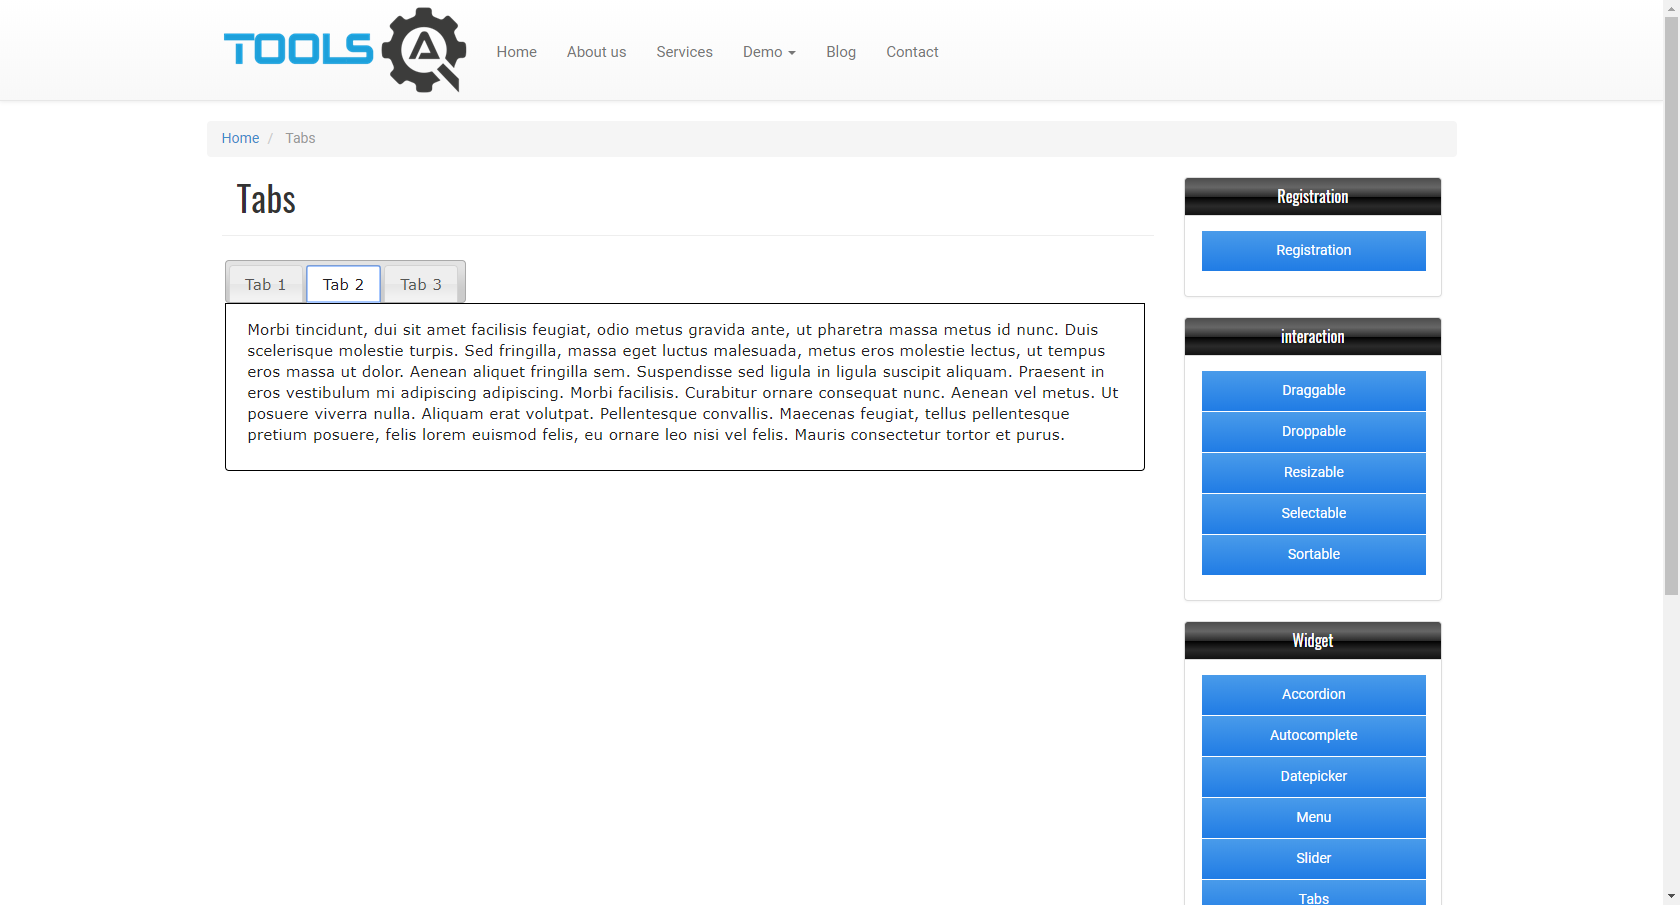 TOOLS QA
Home About us Services Demo Blog Contact
Home / Tabs
Tabs
Tab 1 Tab 2 Tab 3
Morbi tincidunt, dui sit amet facilisis feugiat, odio metus gravida ante, ut pharetra massa metus id nunc. Duis
scelerisque molestie turpis. Sed fringilla, massa eget luctus malesuada, metus eros molestie lectus, ut tempus
eros massa ut dolor. Aenean aliquet fringilla sem. Suspendisse sed ligula in ligula suscipit aliquam. Praesent in
eros vestibulum mi adipiscing adipiscing. Morbi facilisis. Curabitur ornare consequat nunc. Aenean vel metus. Ut
posuere viverra nulla. Aliquam erat volutpat. Pellentesque convallis. Maecenas feugiat, tellus pellentesque
pretium posuere, felis lorem euismod felis, eu ornare leo nisi vel felis. Mauris consectetur tortor et purus.
Registration
Registration
interaction
Draggable
Droppable
Resizable
Selectable
Sortable
Widget
Accordion
Autocomplete
Datepicker
Menu
Slider
Tabs